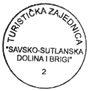 TURISTIČKA ZAJEDNICA
"SAVSKO-SUTLANSKA
DOLINA I BRIGI"
2